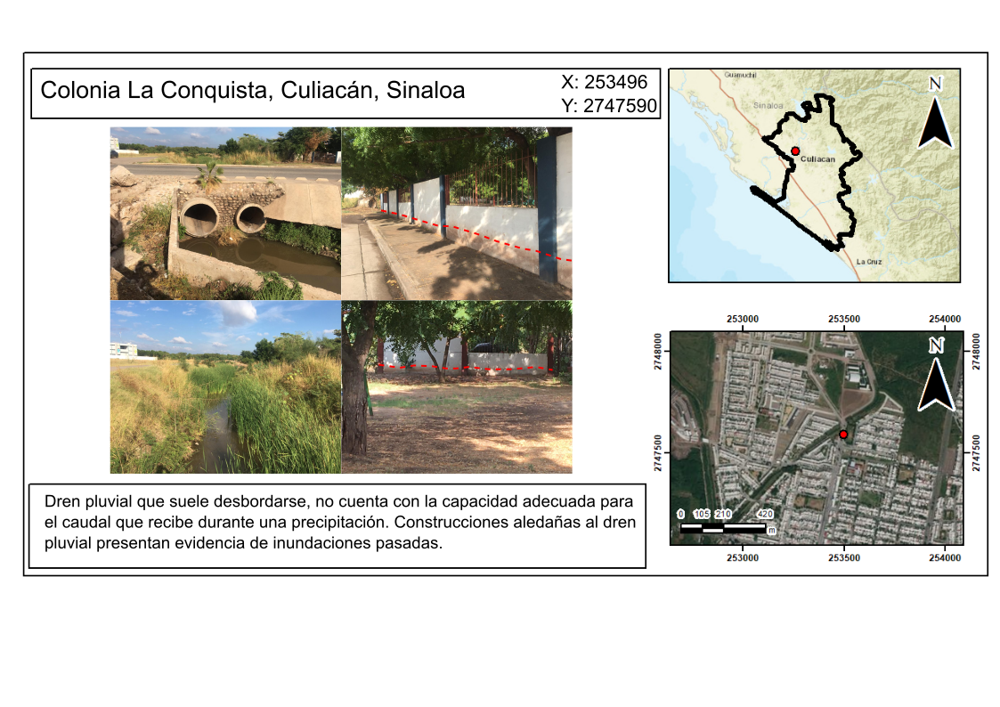 Colonia La Conquista, Culiacán, Sinaloa
X: 253496
Y: 2747590
Guamuchil
Sinaloa
Culiacan
La Cruz
N
253000 253500 254000
2748000
2747500
N
2748000
2747500
0 105 210 420
m
253000 253500 254000
Dren pluvial que suele desbordarse, no cuenta con la capacidad adecuada para
el caudal que recibe durante una precipitación. Construcciones aledañas al dren
pluvial presentan evidencia de inundaciones pasadas.